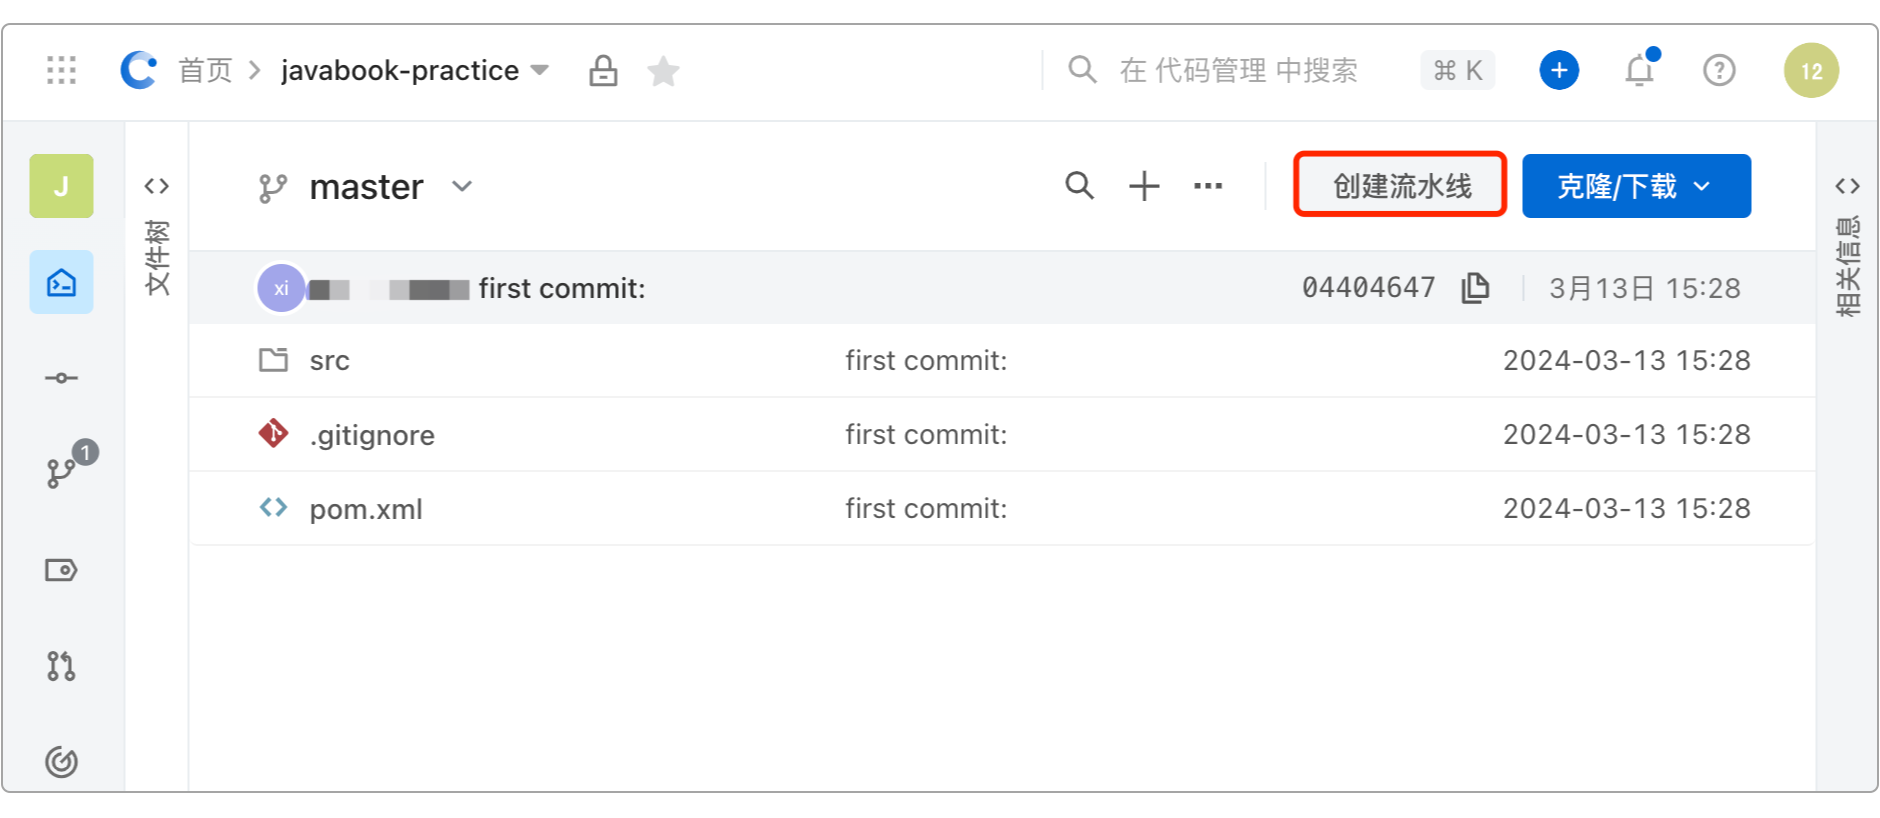 首页 javabook-practice 在 代码管理 中搜索 ⌘ K 12
J
文件树
master 创建流水线 克隆/下载
相关信息
xi first commit: 04404647 3月13日 15:28
src first commit: 2024-03-13 15:28
.gitignore first commit: 2024-03-13 15:28
1
pom.xml first commit: 2024-03-13 15:28